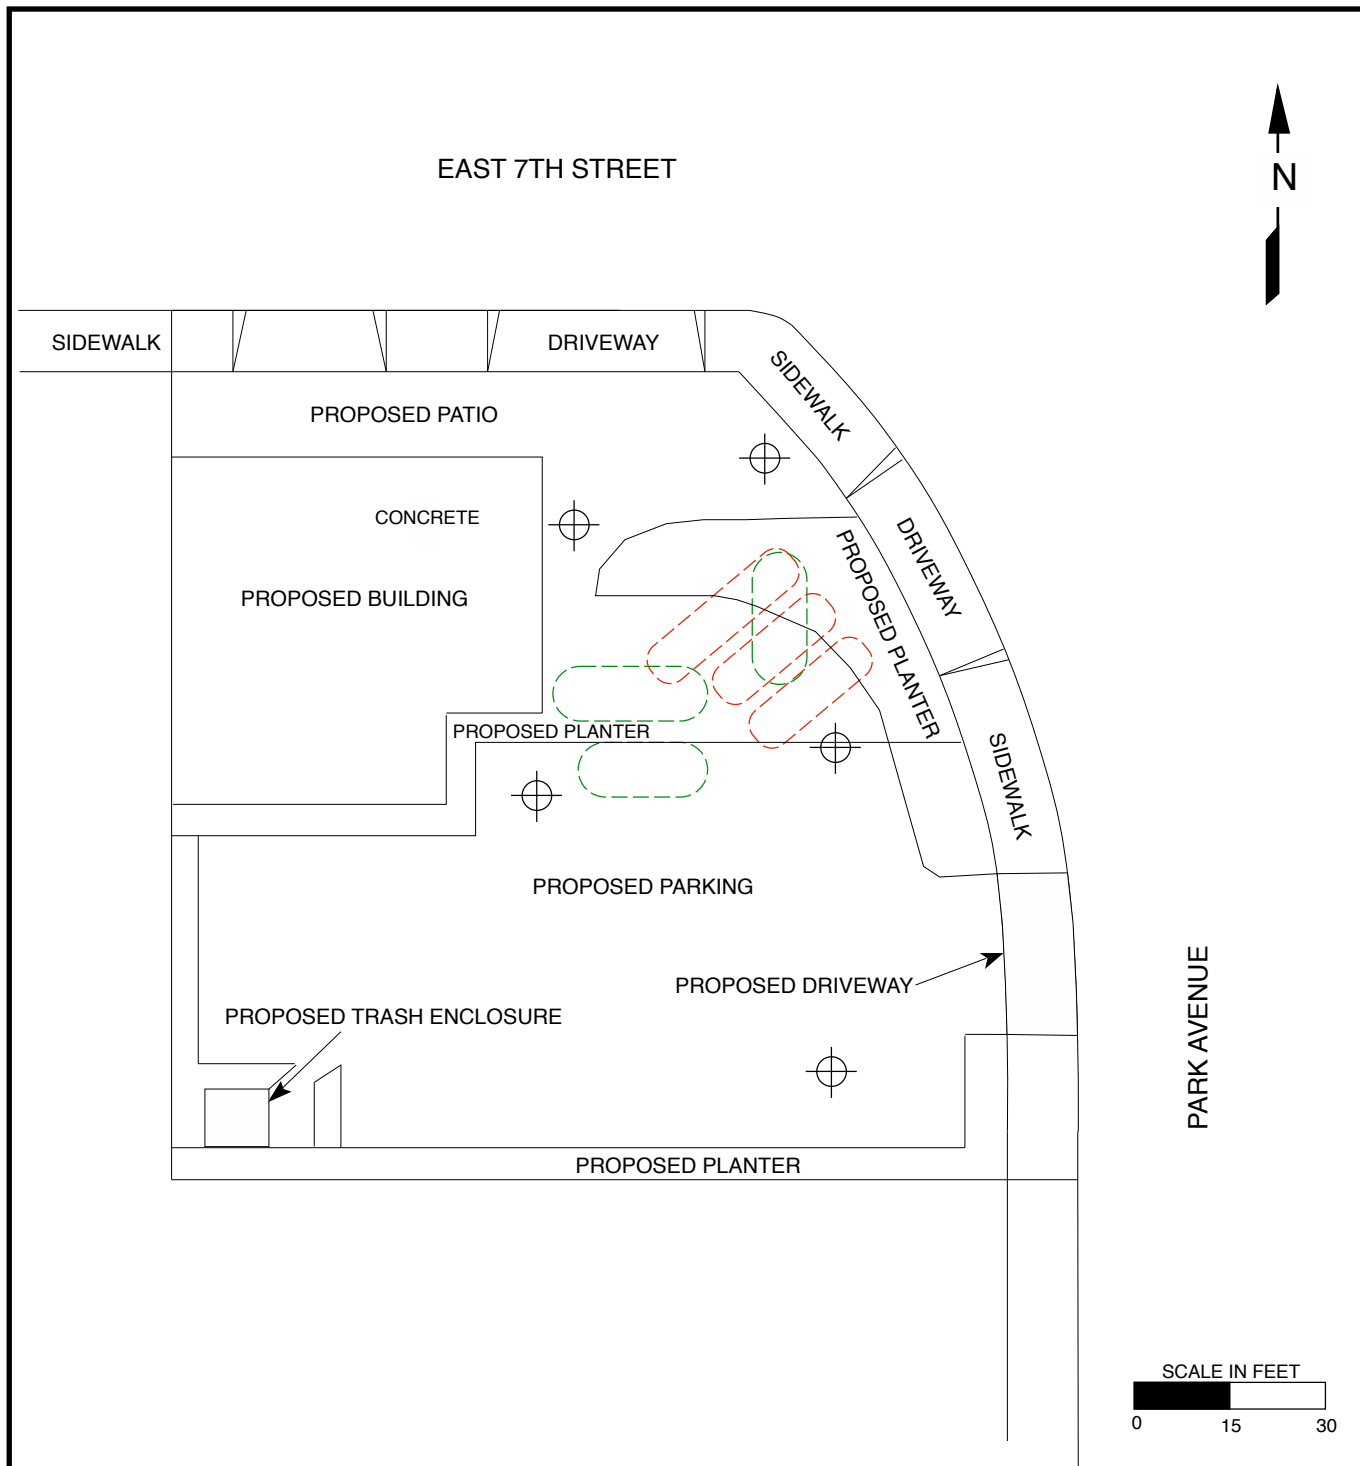 EAST 7TH STREET
N
SIDEWALK
DRIVEWAY
SIDEWALK
PROPOSED PATIO
CONCRETE
DRIVEWAY
PROPOSED PLANTER
PROPOSED BUILDING
PROPOSED PLANTER
SIDEWALK
PROPOSED PARKING
PROPOSED DRIVEWAY
PARK AVENUE
PROPOSED TRASH ENCLOSURE
PROPOSED PLANTER
SCALE IN FEET
0 15 30